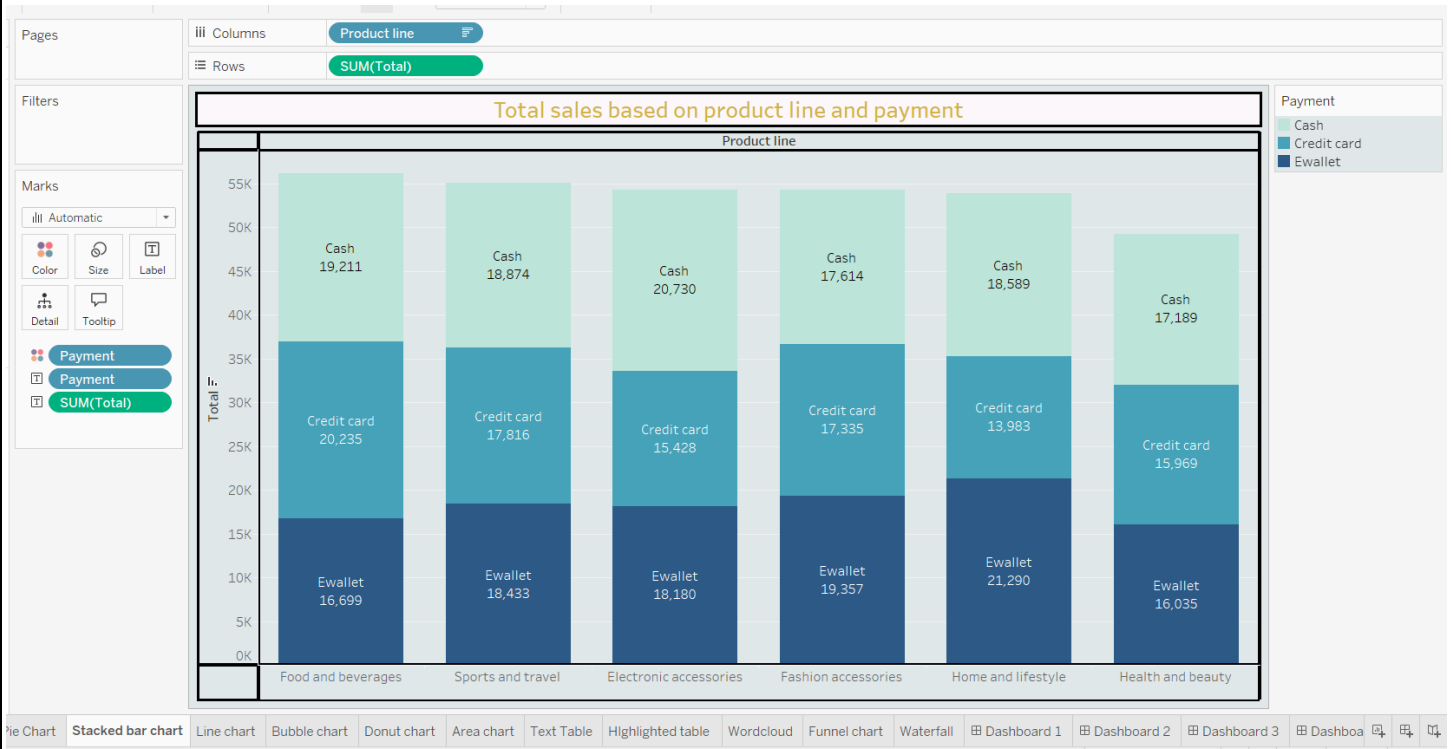 Pages
iii Columns
Product line
Rows
SUM(Total)
Filters
Marks
Automatic
Color
Size
Label
Detail
Tooltip
Payment
Payment
SUM(Total)
Total sales based on product line and payment
Product line
Total
55K
50K
45K
40K
35K
30K
25K
20K
15K
10K
5K
0K
Cash
19,211
Credit card
20,235
Ewallet
16,699
Cash
18,874
Credit card
17,816
Ewallet
18,433
Cash
20,730
Credit card
15,428
Ewallet
18,180
Cash
17,614
Credit card
17,335
Ewallet
19,357
Cash
18,589
Credit card
13,983
Ewallet
21,290
Cash
17,189
Credit card
15,969
Ewallet
16,035
Food and beverages
Sports and travel
Electronic accessories
Fashion accessories
Home and lifestyle
Health and beauty
Payment
Cash
Credit card
Ewallet
Pie Chart
Stacked bar chart
Line chart
Bubble chart
Donut chart
Area chart
Text Table
HIghlighted table
Wordcloud
Funnel chart
Waterfall
Dashboard 1
Dashboard 2
Dashboard 3
Dashboa